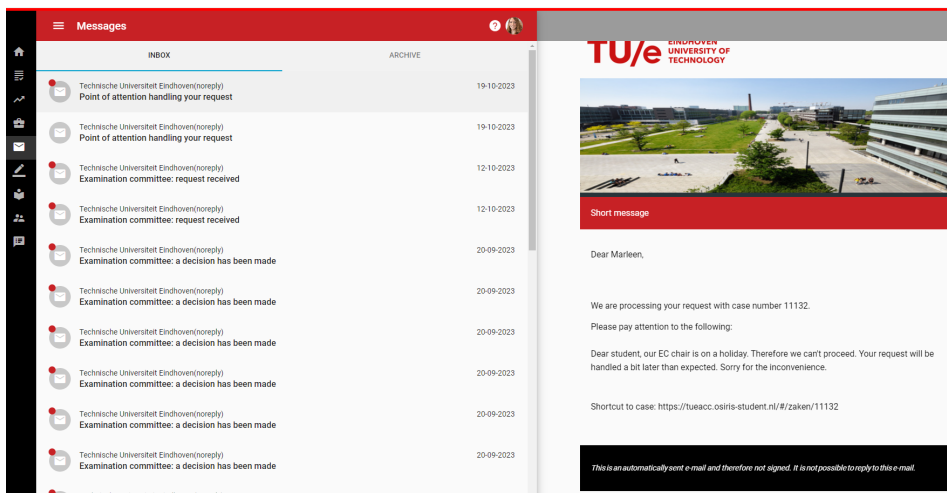 Messages
?
INBOX
ARCHIVE
Technische Universiteit Eindhoven(noreply)
19-10-2023
Point of attention handling your request
Technische Universiteit Eindhoven(noreply)
19-10-2023
Point of attention handling your request
Technische Universiteit Eindhoven(noreply)
12-10-2023
Examination committee: request received
Technische Universiteit Eindhoven(noreply)
12-10-2023
Examination committee: request received
Technische Universiteit Eindhoven(noreply)
20-09-2023
Examination committee: a decision has been made
Technische Universiteit Eindhoven(noreply)
20-09-2023
Examination committee: a decision has been made
Technische Universiteit Eindhoven(noreply)
20-09-2023
Examination committee: a decision has been made
Technische Universiteit Eindhoven(noreply)
20-09-2023
Examination committee: a decision has been made
Technische Universiteit Eindhoven(noreply)
20-09-2023
Examination committee: a decision has been made
Technische Universiteit Eindhoven(noreply)
20-09-2023
Examination committee: a decision has been made
TU/e
EINDHOVEN
UNIVERSITY OF
TECHNOLOGY
Short message
Dear Marleen,
We are processing your request with case number 11132.
Please pay attention to the following:
Dear student, our EC chair is on a holiday. Therefore we can't proceed. Your request will be
handled a bit later than expected. Sorry for the inconvenience.
Shortcut to case: https://tueacc.osiris-student.nl/#/zaken/11132
This is an automatically sent e-mail and therefore not signed. It is not possible to reply to this e-mail.